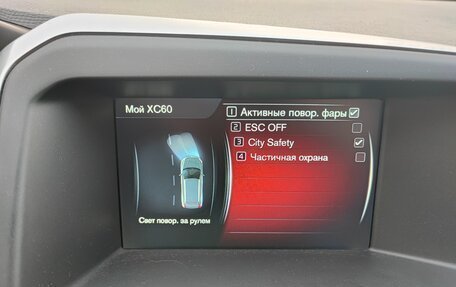 Мой XC60
1 Активные повор. фары
2 ESC OFF
3 City Safety
4 Частичная охрана
Свет повор. за рулем